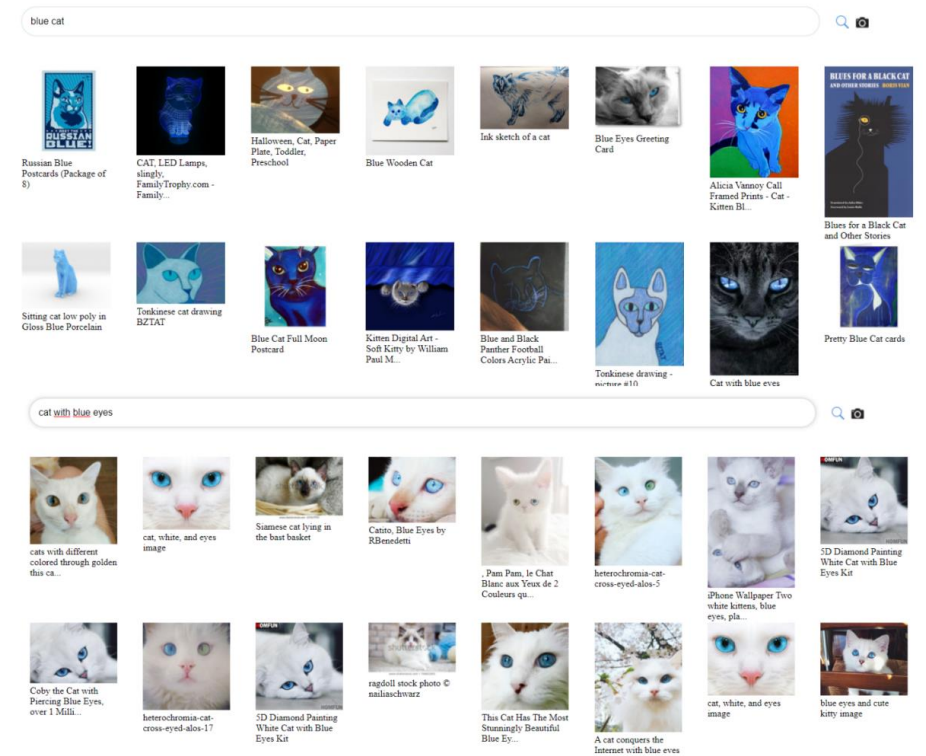 blue cat
RUSSIAN
BLUE!
BLUES FOR A BLACK CAT
AND OTHER STORIES BORIS VIAN
Russian Blue
Postcards (Package of
8)
CAT, LED Lamps,
slingly,
FamilyTrophy.com -
Family...
Halloween, Cat, Paper
Plate, Toddler,
Preschool
Blue Wooden Cat
Ink sketch of a cat
Blue Eyes Greeting
Card
Alicia Vannoy Call
Framed Prints - Cat -
Kitten Bl...
Blues for a Black Cat
and Other Stories
Sitting cat low poly in
Gloss Blue Porcelain
Tonkinese cat drawing
BZTAT
Blue Cat Full Moon
Postcard
Kitten Digital Art -
Soft Kitty by William
Paul M...
Blue and Black
Panther Football
Colors Acrylic Pai...
Tonkinese drawing -
picture #10
Cat with blue eyes
Pretty Blue Cat cards
cat with blue eyes
cats with different
colored through golden
this ca...
cat, white, and eyes
image
Siamese cat lying in
the bast basket
Catito, Blue Eyes by
RBenedetti
, Pam Pam, le Chat
Blanc aux Yeux de 2
Couleurs qu...
heterochromia-cat-
cross-eyed-alos-5
iPhone Wallpaper Two
white kittens, blue
eyes, pla...
5D Diamond Painting
White Cat with Blue
Eyes Kit
Coby the Cat with
Piercing Blue Eyes,
over 1 Milli...
heterochromia-cat-
cross-eyed-alos-17
5D Diamond Painting
White Cat with Blue
Eyes Kit
ragdoll stock photo ©
nailiaschwarz
This Cat Has The Most
Stunningly Beautiful
Blue Ey...
A cat conquers the
Internet with blue eyes
cat, white, and eyes
image
blue eyes and cute
kitty image